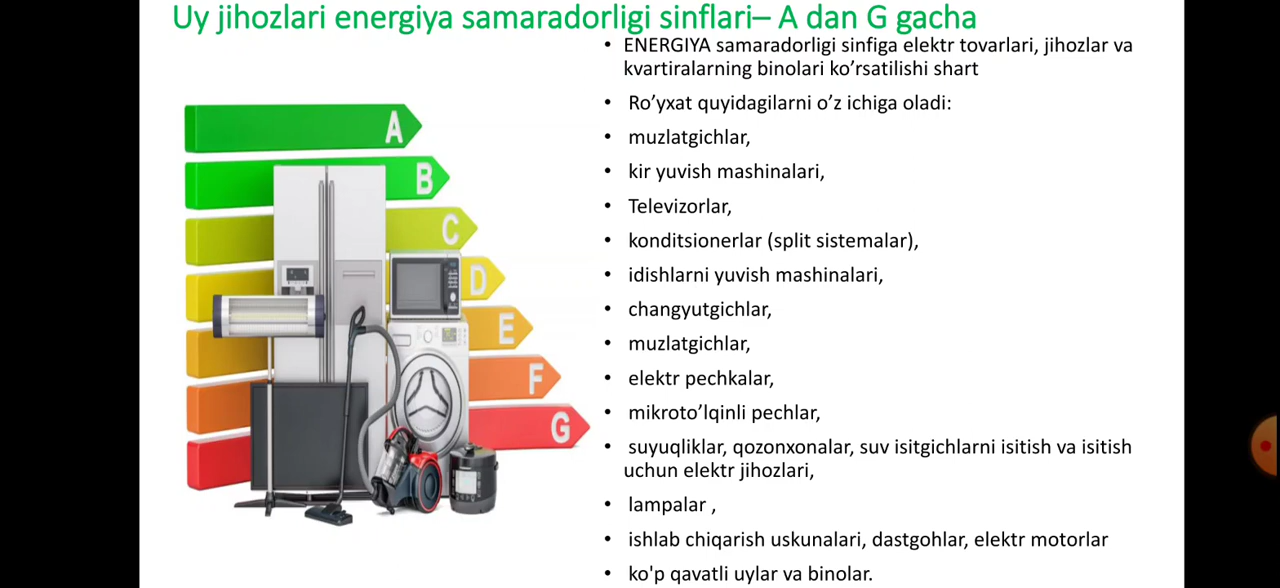 Uy jihozlari energiya samaradorligi sinflari– A dan G gacha
• ENERGIYA samaradorligi sinfiga elektr tovarlari, jihozlar va
kvartiralarning binolari ko’rsatilishi shart
• Ro’yxat quyidagilarni o’z ichiga oladi:
• muzlatgichlar,
• kir yuvish mashinalari,
• Televizorlar,
• konditsionerlar (split sistemalar),
• idishlarni yuvish mashinalari,
• changyutgichlar,
• muzlatgichlar,
• elektr pechkalar,
• mikroto’lqinli pechlar,
• suyuqliklar, qozonxonalar, suv isitgichlarni isitish va isitish
uchun elektr jihozlari,
• lampalar ,
• ishlab chiqarish uskunalari, dastgohlar, elektr motorlar
• ko'p qavatli uylar va binolar.
A
B
C
D
E
F
G